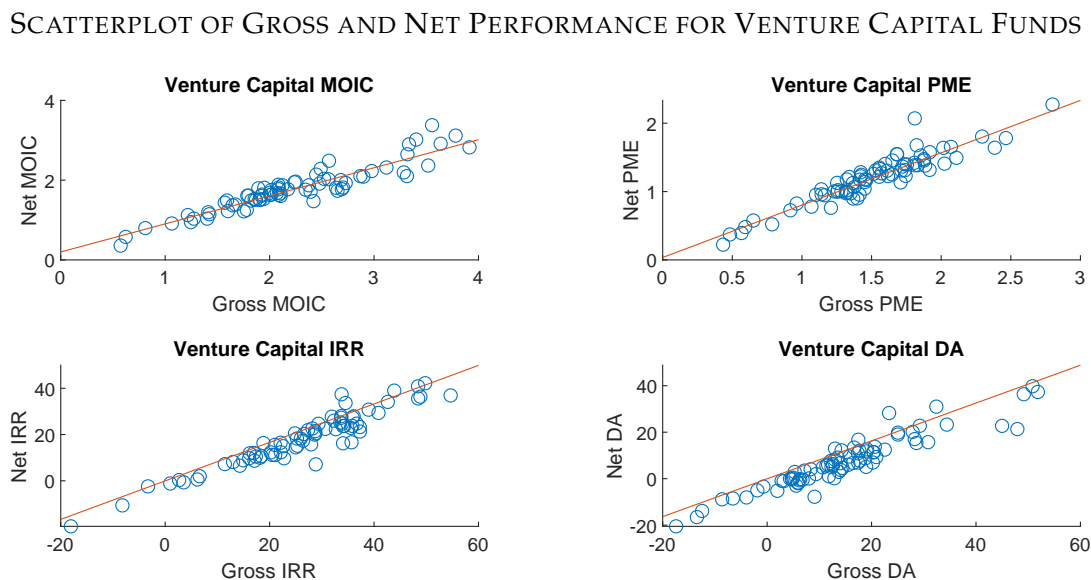 SCATTERPLOT OF GROSS AND NET PERFORMANCE FOR VENTURE CAPITAL FUNDS
Venture Capital MOIC
4
2
0
Net MOIC
0 1 2 3 4
Gross MOIC
Venture Capital PME
2
1
0
Net PME
0 0.5 1 1.5 2 2.5 3
Gross PME
Venture Capital IRR
40
20
0
-20
Net IRR
-20 0 20 40 60
Gross IRR
Venture Capital DA
40
20
0
-20
Net DA
-20 0 20 40 60
Gross DA